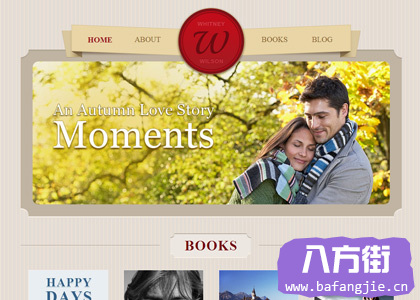 HOME
ABOUT
WHITNEY
W
WILSON
BOOKS
BLOG
An Autumn Love Story
Moments
BOOKS
HAPPY
DAYS
八方街
www.bafangjie.cn